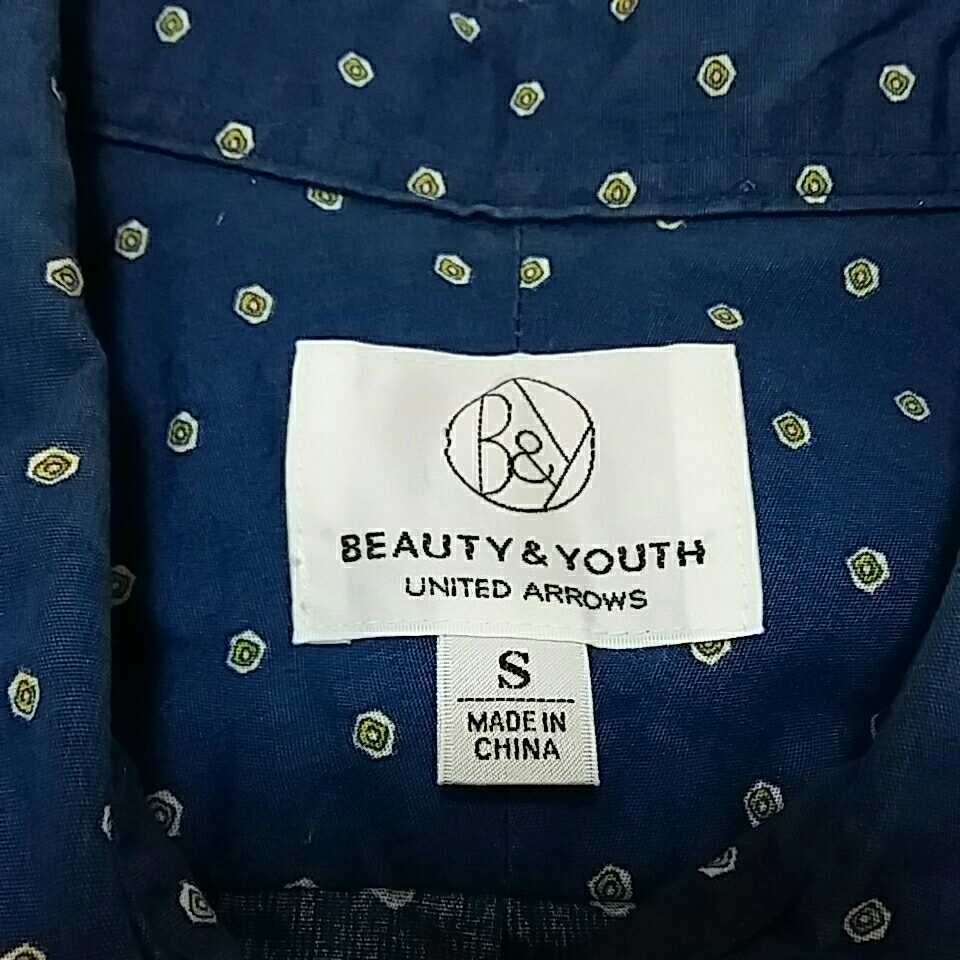 B&Y
BEAUTY & YOUTH
UNITED ARROWS
S
MADE IN
CHINA